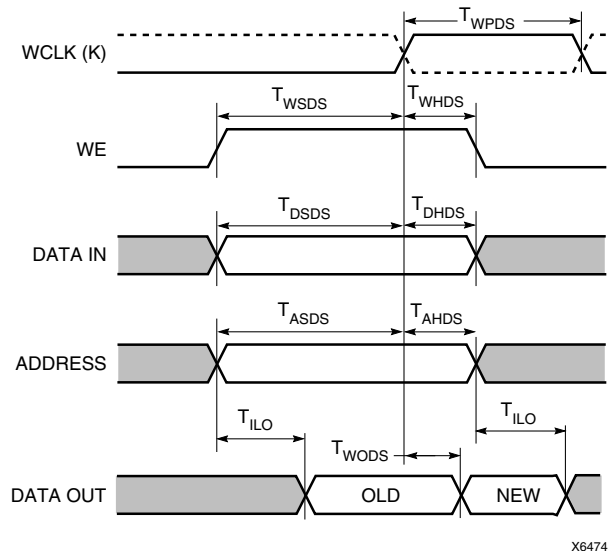 TWPDS
WCLK (K)
TWSDS TWHDS
WE
TDSDS TDHDS
DATA IN
TASDS TAHDS
ADDRESS
TILO TILO
TWODS
DATA OUT OLD NEW
X6474